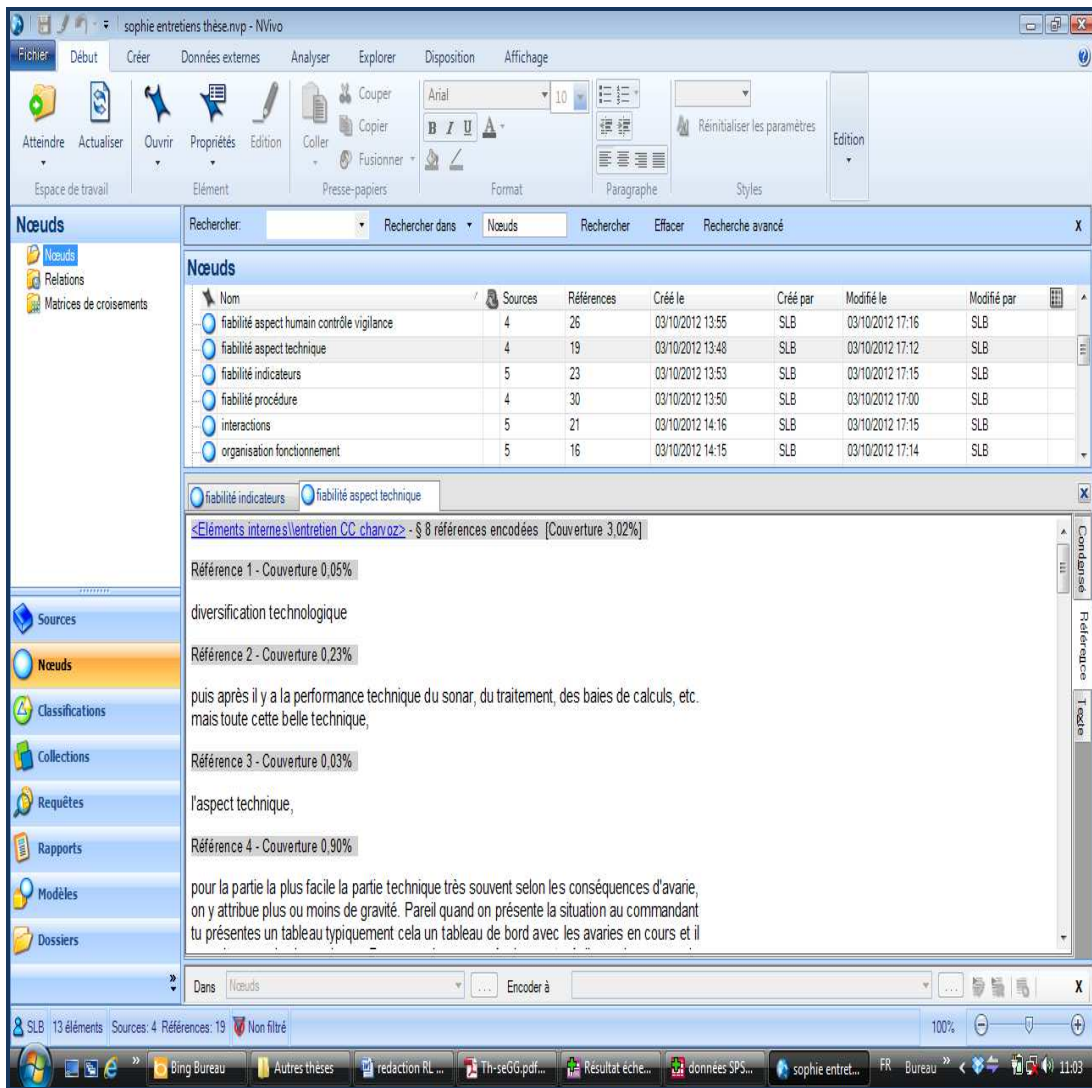 sophie entretiens thèse.nvp - NVivo
Fichier Début Créer Données externes Analyser Explorer Disposition Affichage
Atteindre Actualiser Ouvrir Propriétés Edition Coller Couper Arial 10 Réinitialiser les paramètres Edition
Copier B I U A
Fusionner
Espace de travail Elément Presse-papiers Format Paragraphe Styles
Nœuds
Nœuds
Relations
Matrices de croisements
Rechercher: Rechercher dans Nœuds Rechercher Effacer Recherche avancé x
Nœuds
Nom Sources Références Créé le Créé par Modifié le Modifié par
fiabilité aspect humain contrôle vigilance 4 26 03/10/2012 13:55 SLB 03/10/2012 17:16 SLB
fiabilité aspect technique 4 19 03/10/2012 13:48 SLB 03/10/2012 17:12 SLB
fiabilité indicateurs 5 23 03/10/2012 13:53 SLB 03/10/2012 17:15 SLB
fiabilité procédure 4 30 03/10/2012 13:50 SLB 03/10/2012 17:00 SLB
interactions 5 21 03/10/2012 14:16 SLB 03/10/2012 17:15 SLB
organisation fonctionnement 5 16 03/10/2012 14:15 SLB 03/10/2012 17:14 SLB
fiabilité indicateurs fiabilité aspect technique x
<Eléments internes\\entretien CC charvoz> - § 8 références encodées [Couverture 3,02%]
Référence 1 - Couverture 0,05%
diversification technologique
Référence 2 - Couverture 0,23%
puis après il y a la performance technique du sonar, du traitement, des baies de calculs, etc.
mais toute cette belle technique,
Référence 3 - Couverture 0,03%
l'aspect technique,
Référence 4 - Couverture 0,90%
pour la partie la plus facile la partie technique très souvent selon les conséquences d'avarie,
on y attribue plus ou moins de gravité. Pareil quand on présente la situation au commandant
tu présentes un tableau typiquement cela un tableau de bord avec les avaries en cours et il
Condensé
Référence
Texte
Sources
Nœuds
Classifications
Collections
Requêtes
Rapports
Modèles
Dossiers
Dans Nœuds ... Encoder à ... x
SLB 13 éléments Sources: 4 Références: 19 Non filtré 100%
Bing Bureau Autres thèses redaction RL ... Th-seGG.pdf... Résultat éche... données SPS... sophie entret... FR Bureau 11:03